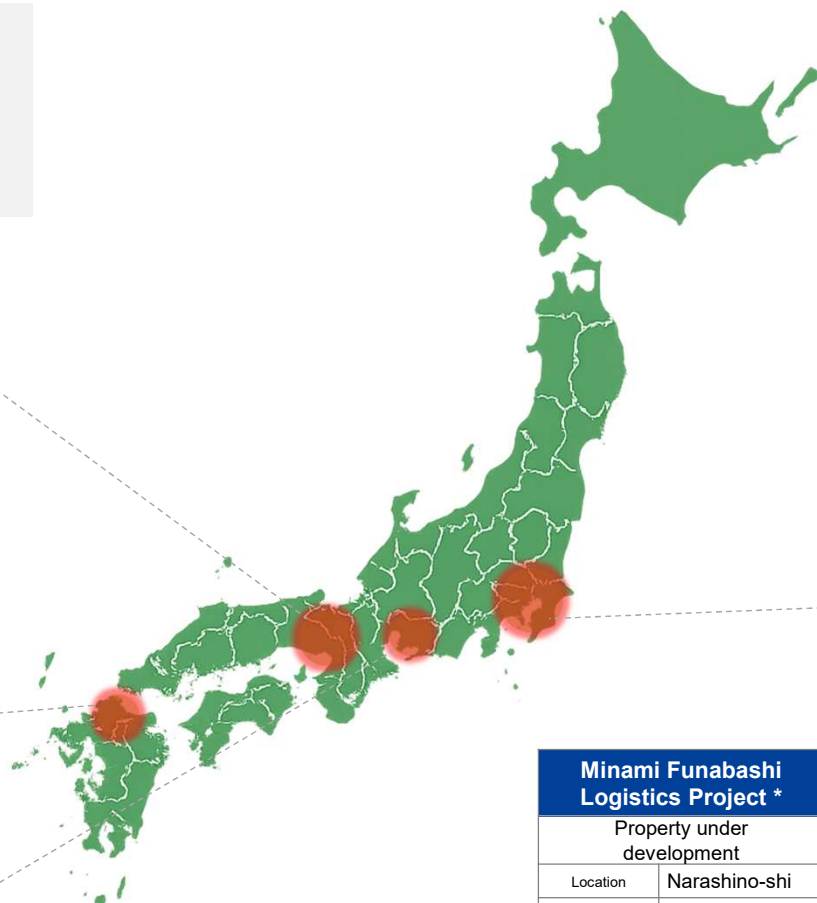 Minami Funabashi
Logistics Project *
Property under
development
Location Narashino-shi